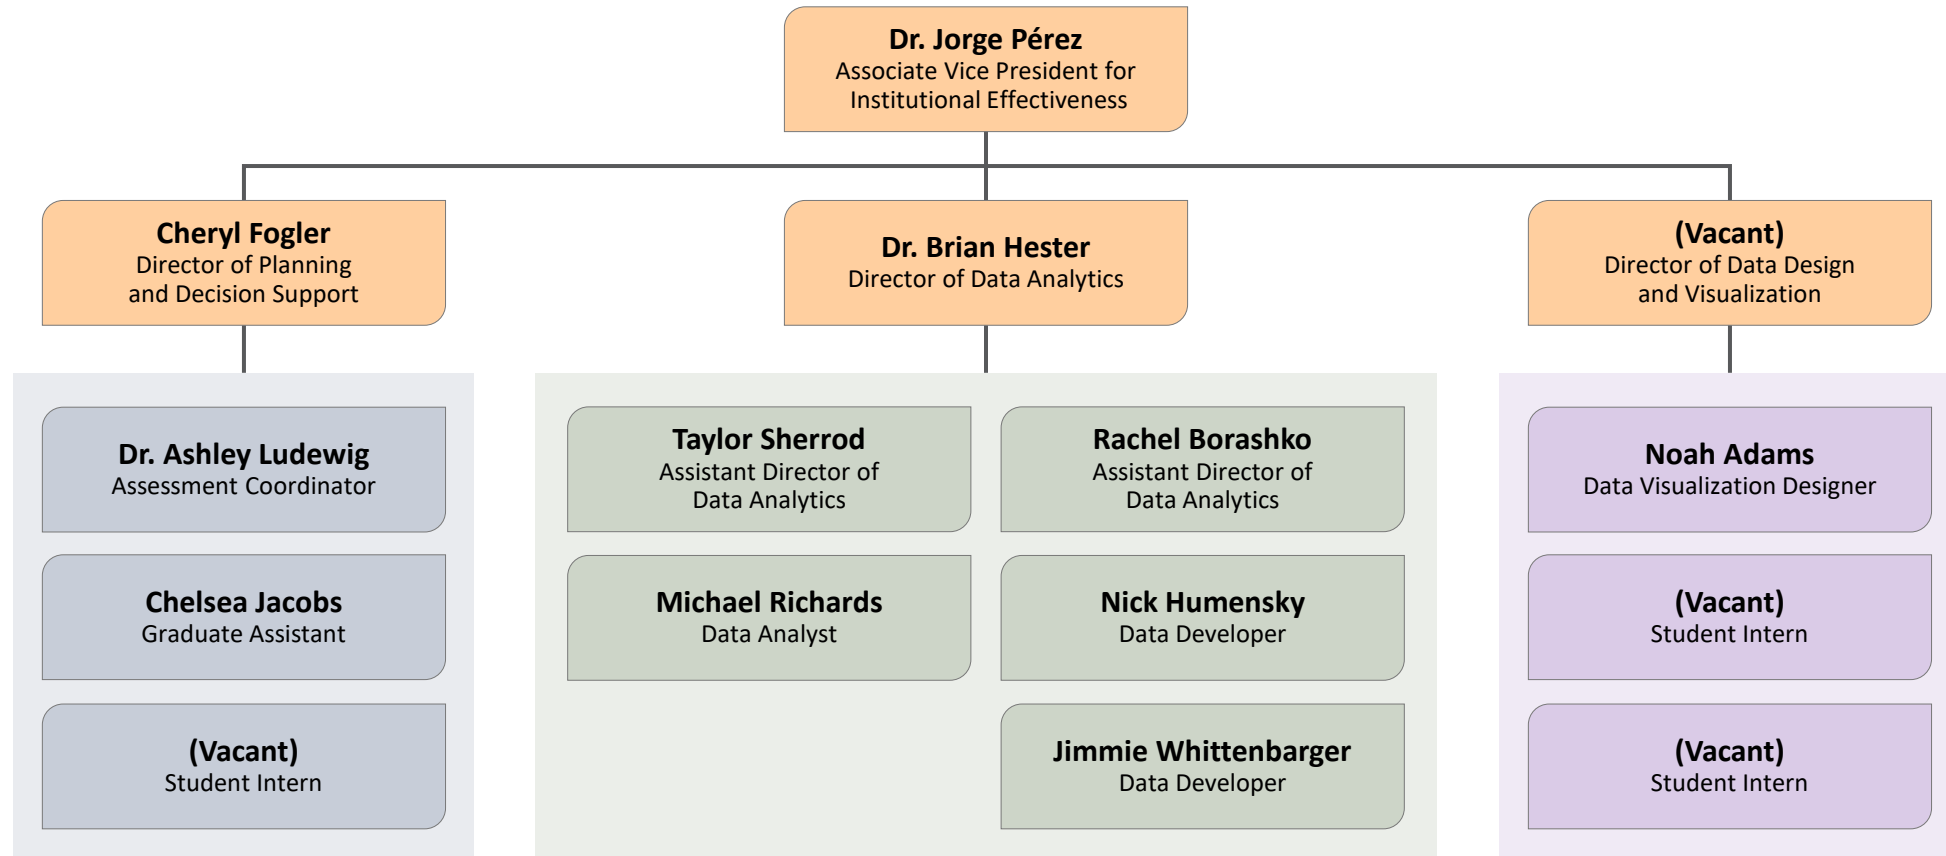 Dr. Jorge Pérez
Associate Vice President for
Institutional Effectiveness
Cheryl Fogler
Director of Planning
and Decision Support
Dr. Brian Hester
Director of Data Analytics
(Vacant)
Director of Data Design
and Visualization
Dr. Ashley Ludewig
Assessment Coordinator
Chelsea Jacobs
Graduate Assistant
(Vacant)
Student Intern
Taylor Sherrod
Assistant Director of
Data Analytics
Michael Richards
Data Analyst
Rachel Borashko
Assistant Director of
Data Analytics
Nick Humensky
Data Developer
Jimmie Whittenbarger
Data Developer
Noah Adams
Data Visualization Designer
(Vacant)
Student Intern
(Vacant)
Student Intern